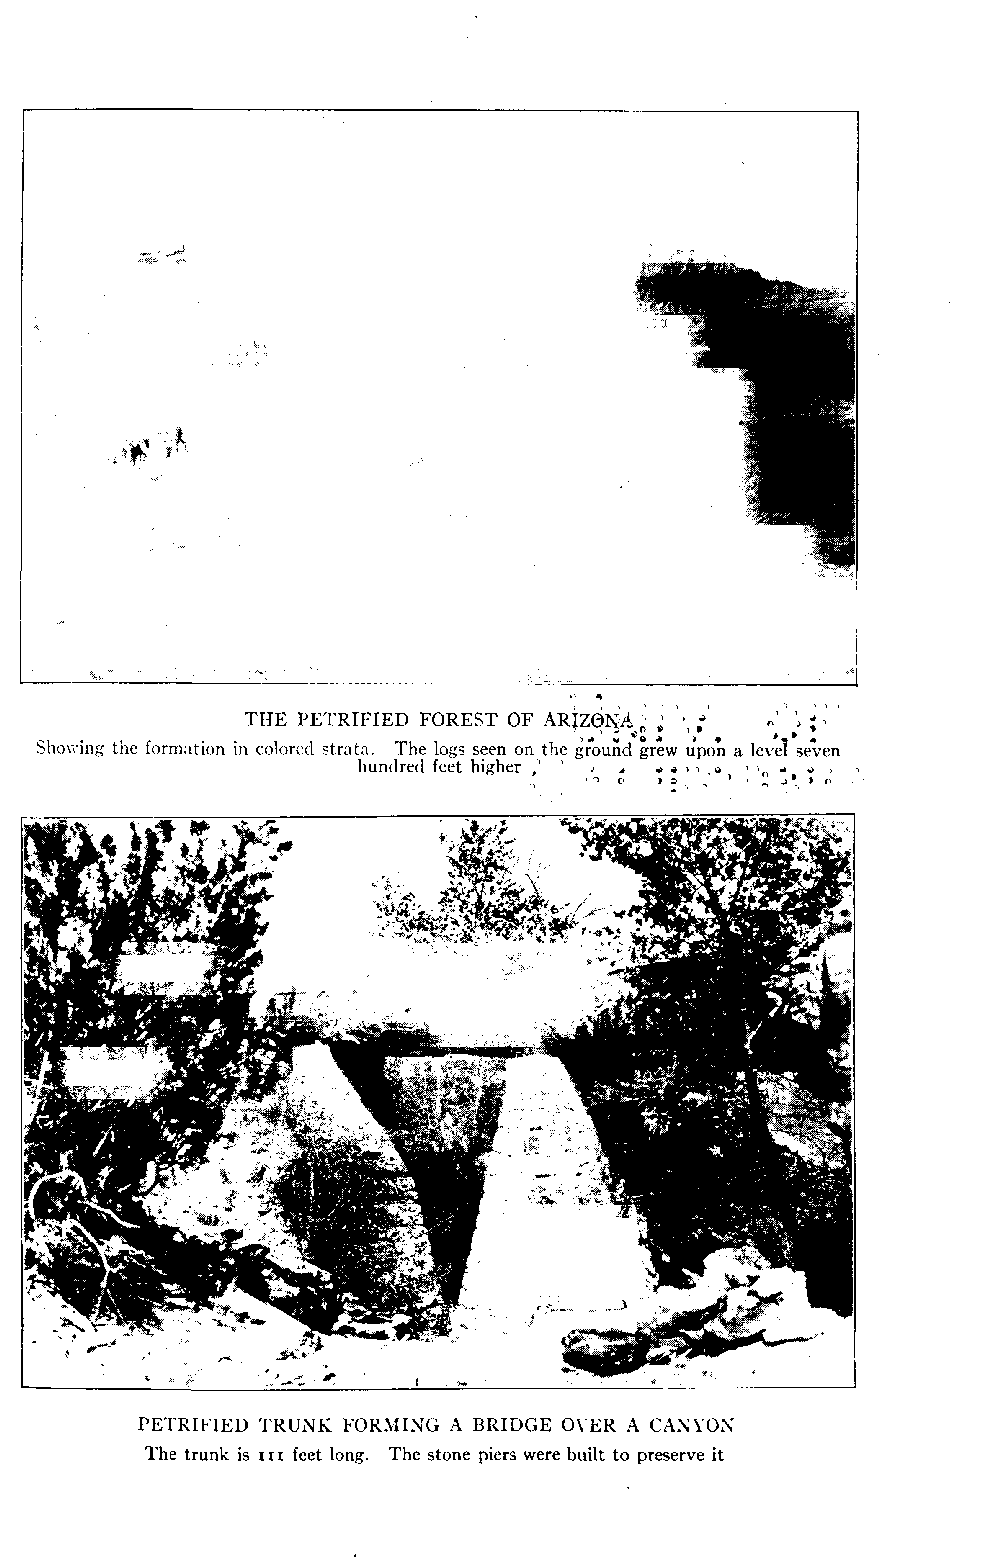 THE PETRIFIED FOREST OF ARIZONA
Showing the formation in colored strata. The logs seen on the ground grew upon a level seven
hundred feet higher
PETRIFIED TRUNK FORMING A BRIDGE OVER A CANYON
The trunk is 111 feet long. The stone piers were built to preserve it